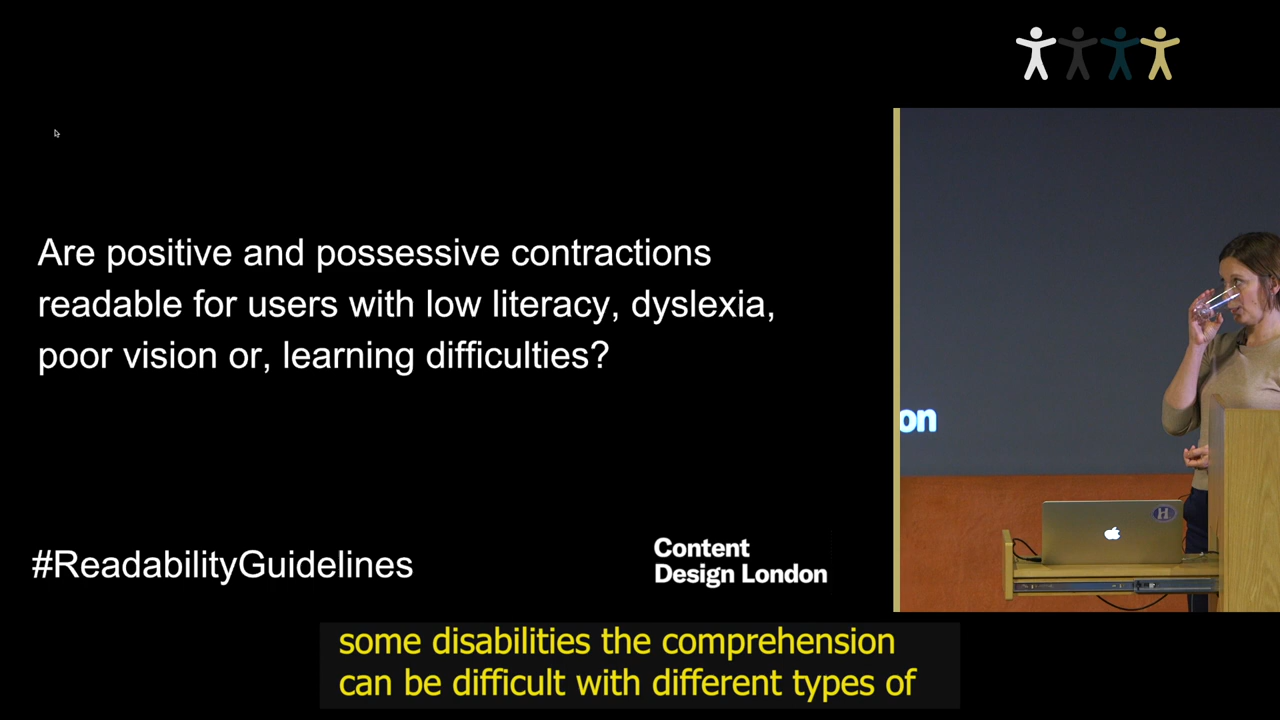 Are positive and possessive contractions
readable for users with low literacy, dyslexia,
poor vision or, learning difficulties?
on
H
#ReadabilityGuidelines
Content
Design London
some disabilities the comprehension
can be difficult with different types of